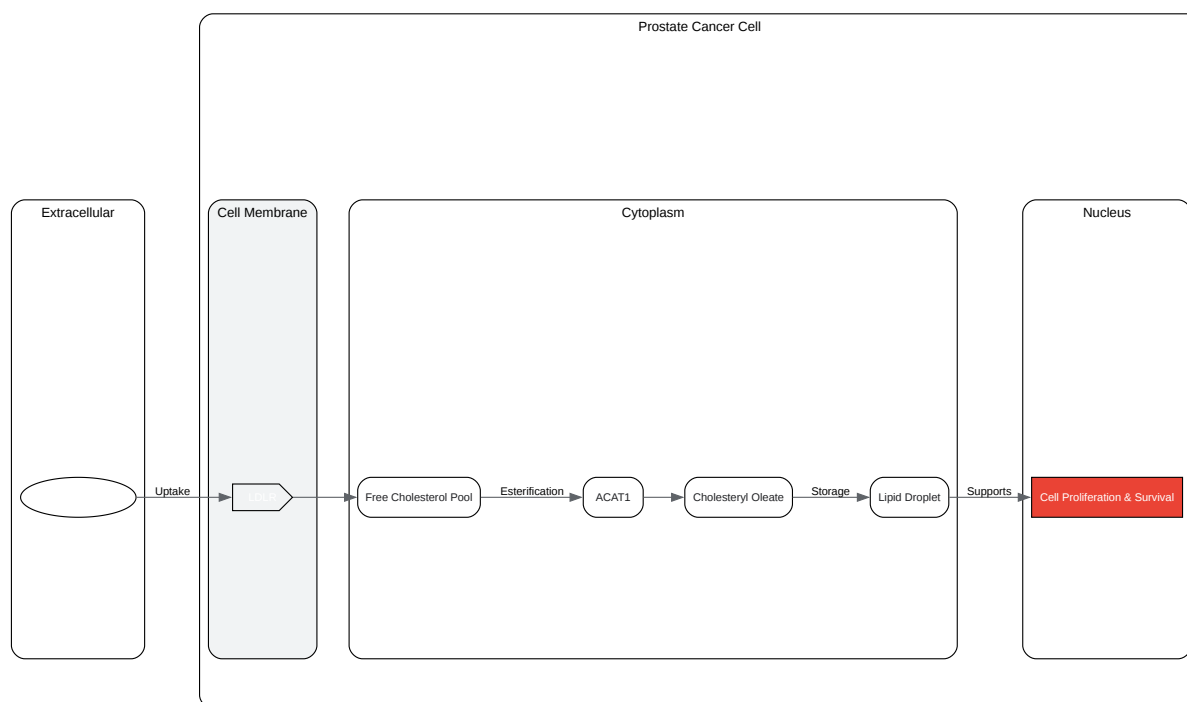 Prostate Cancer Cell
Extracellular
Cell Membrane
Cytoplasm
Nucleus
Uptake
LDLR
Free Cholesterol Pool
Esterification
ACAT1
Cholesteryl Oleate
Storage
Lipid Droplet
Supports
Cell Proliferation & Survival